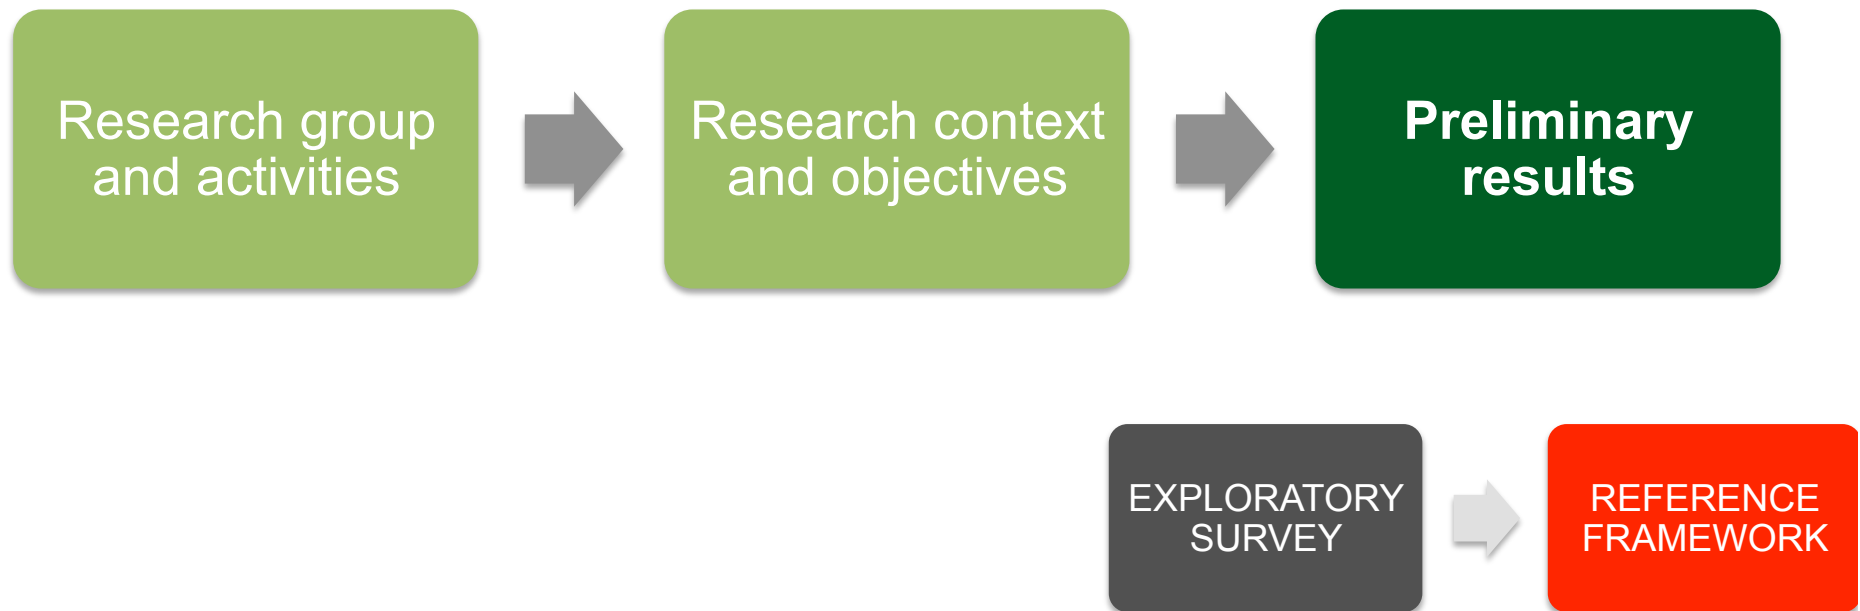 Research group
and activities
Research context
and objectives
Preliminary
results
EXPLORATORY
SURVEY
REFERENCE
FRAMEWORK